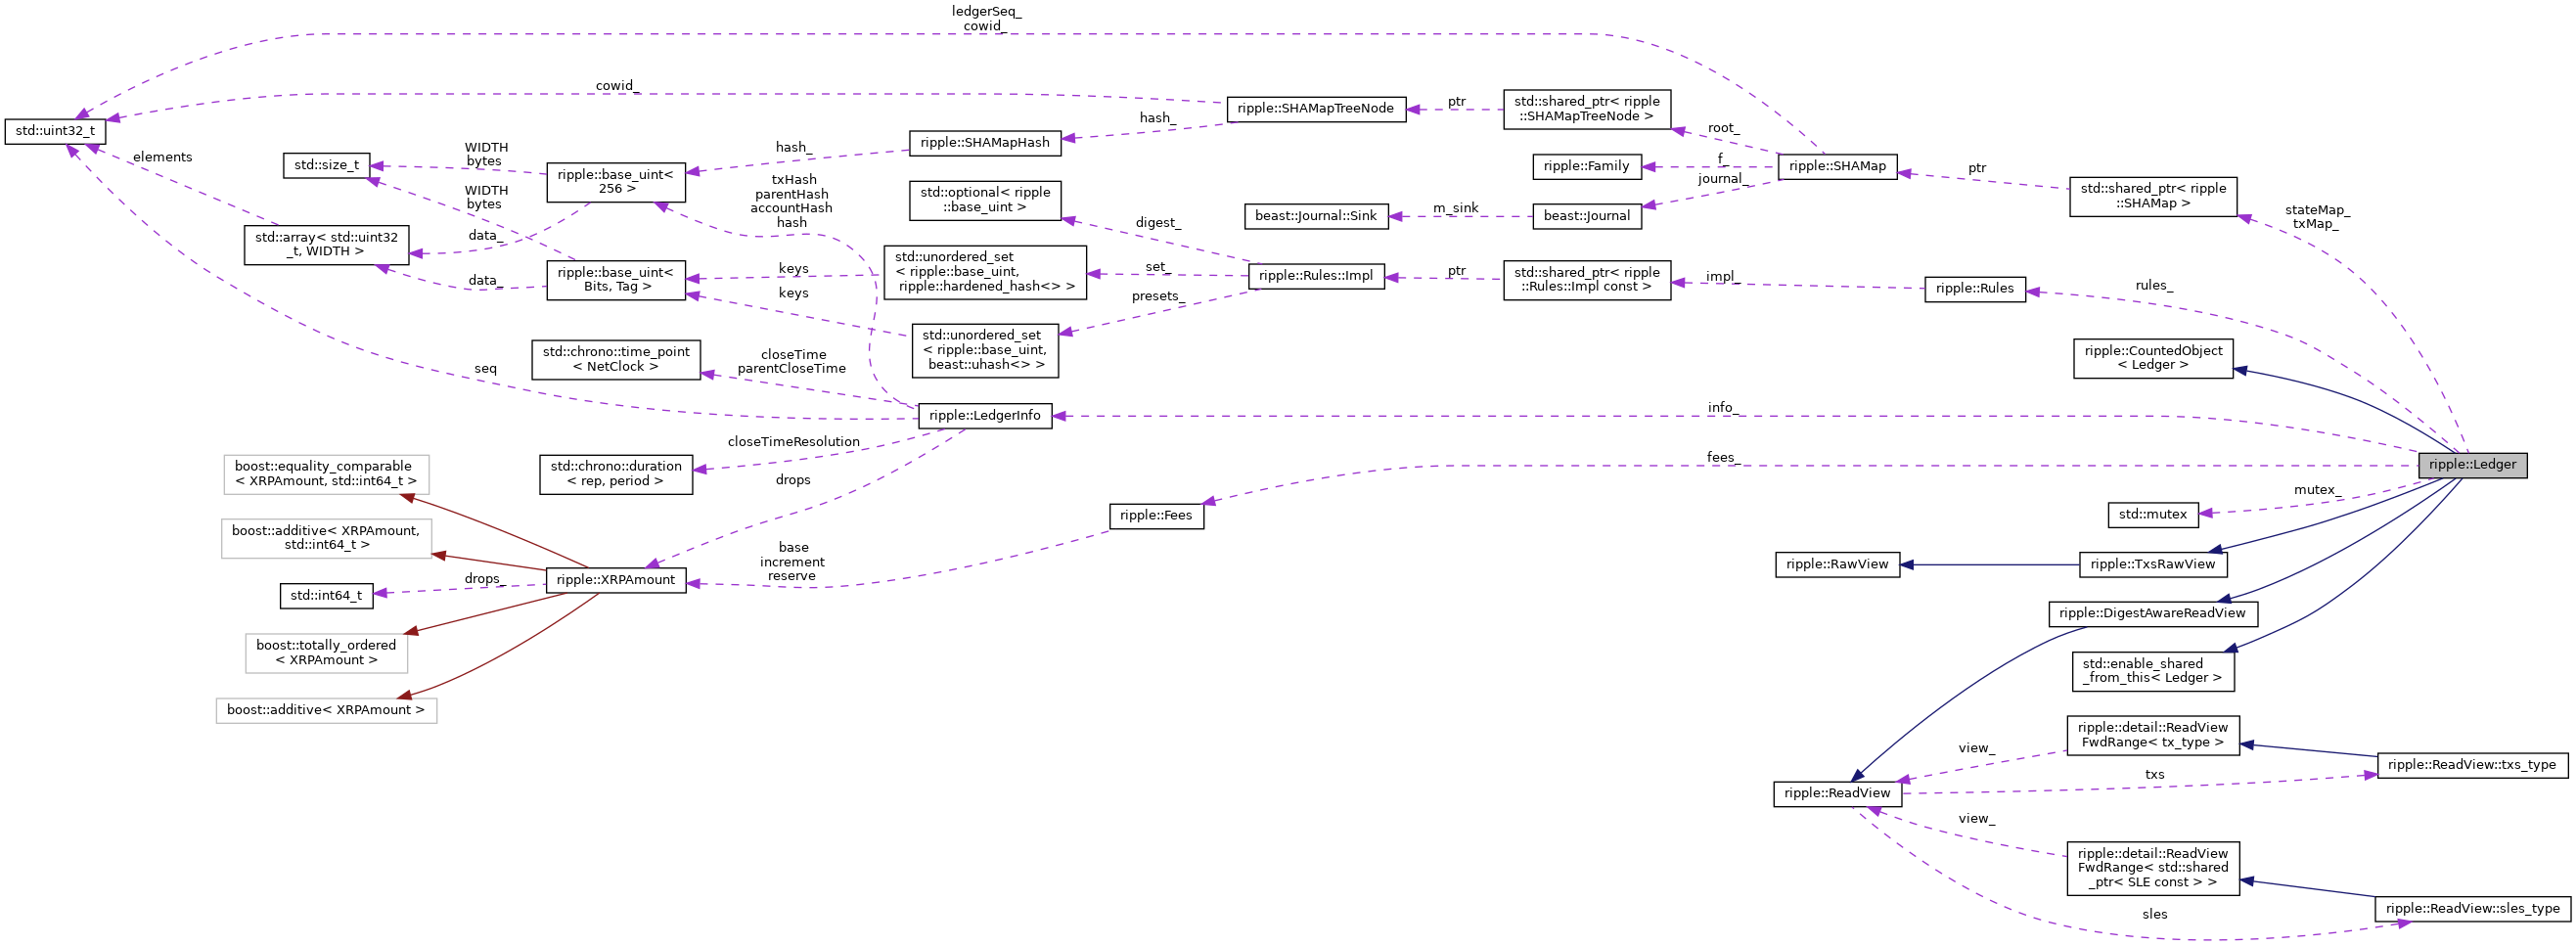 ledgerSeq_
cowid_
cowid_
std::uint32_t
elements
std::size_t
WIDTH
bytes
WIDTH
bytes
std::array< std::uint32
_t, WIDTH >
data_
data_
ripple::base_uint<
256 >
ripple::base_uint<
Bits, Tag >
hash_
txHash
parentHash
accountHash
hash
keys
keys
ripple::SHAMapHash
hash_
ripple::SHAMapTreeNode
ptr
std::shared_ptr< ripple
::SHAMapTreeNode >
root_
f_
journal_
ripple::Family
ripple::SHAMap
ptr
std::shared_ptr< ripple
::SHAMap >
stateMap_
txMap_
std::optional< ripple
::base_uint >
beast::Journal::Sink
m_sink
beast::Journal
digest_
std::unordered_set
< ripple::base_uint,
ripple::hardened_hash<> >
set_
presets_
ripple::Rules::Impl
ptr
std::shared_ptr< ripple
::Rules::Impl const >
impl_
ripple::Rules
rules_
std::unordered_set
< ripple::base_uint,
beast::uhash<> >
std::chrono::time_point
< NetClock >
closeTime
parentCloseTime
seq
ripple::LedgerInfo
info_
ripple::CountedObject
< Ledger >
closeTimeResolution
std::chrono::duration
< rep, period >
drops
fees_
ripple::Ledger
boost::equality_comparable
< XRPAmount, std::int64_t >
boost::additive< XRPAmount,
std::int64_t >
ripple::Fees
base
increment
reserve
mutex_
std::mutex
ripple::XRPAmount
drops_
std::int64_t
ripple::RawView
ripple::TxsRawView
ripple::DigestAwareReadView
boost::totally_ordered
< XRPAmount >
std::enable_shared
_from_this< Ledger >
boost::additive< XRPAmount >
ripple::detail::ReadView
FwdRange< tx_type >
view_
txs
ripple::ReadView::txs_type
ripple::ReadView
view_
ripple::detail::ReadView
FwdRange< std::shared
_ptr< SLE const > >
sles
ripple::ReadView::sles_type